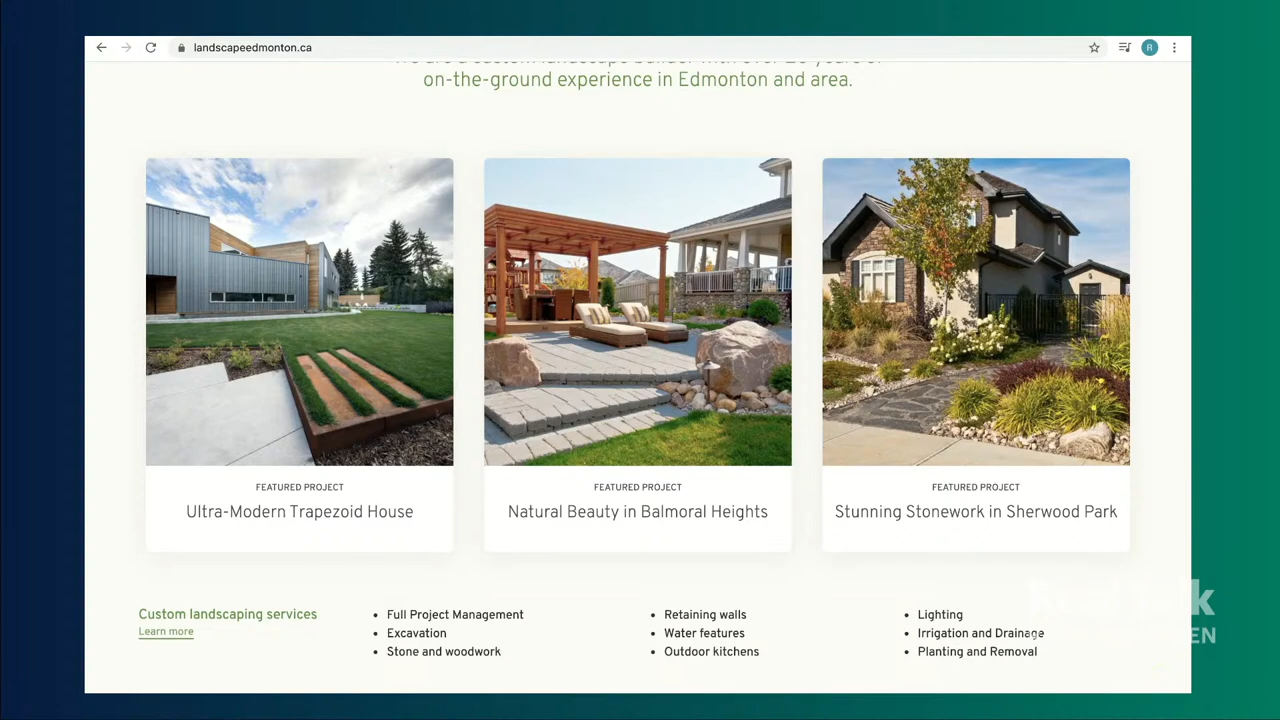 landscapeedmonton.ca
R
on-the-ground experience in Edmonton and area.
FEATURED PROJECT
Ultra-Modern Trapezoid House
FEATURED PROJECT
Natural Beauty in Balmoral Heights
FEATURED PROJECT
Stunning Stonework in Sherwood Park
Custom landscaping services
Learn more
• Full Project Management
• Excavation
• Stone and woodwork
• Retaining walls
• Water features
• Outdoor kitchens
• Lighting
• Irrigation and Drainage
• Planting and Removal